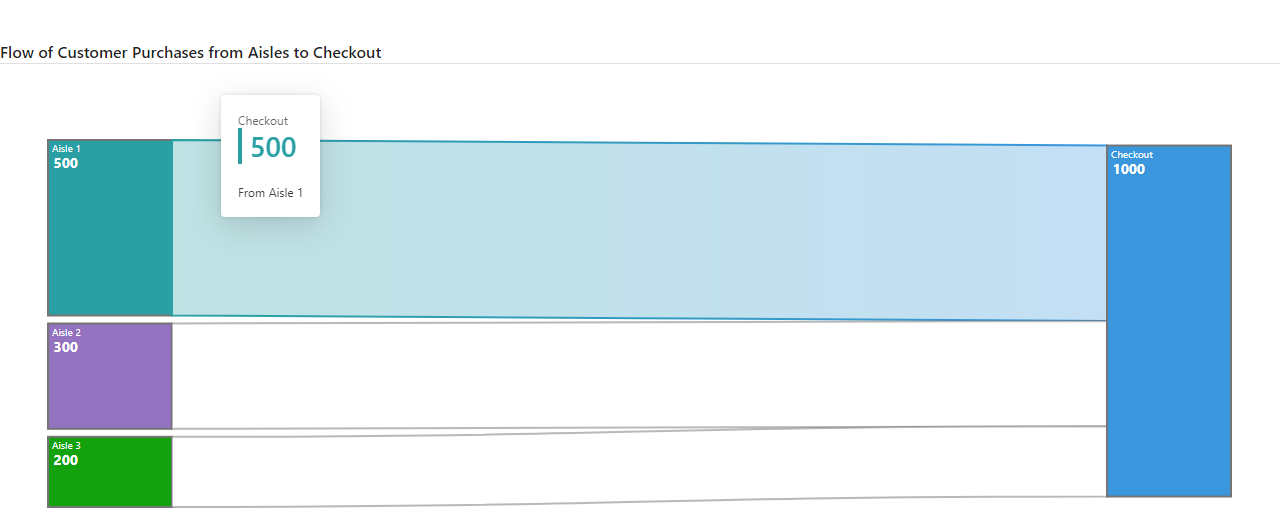 Flow of Customer Purchases from Aisles to Checkout
Checkout
500
From Aisle 1
Aisle 1
500
Aisle 2
300
Aisle 3
200
Checkout
1000